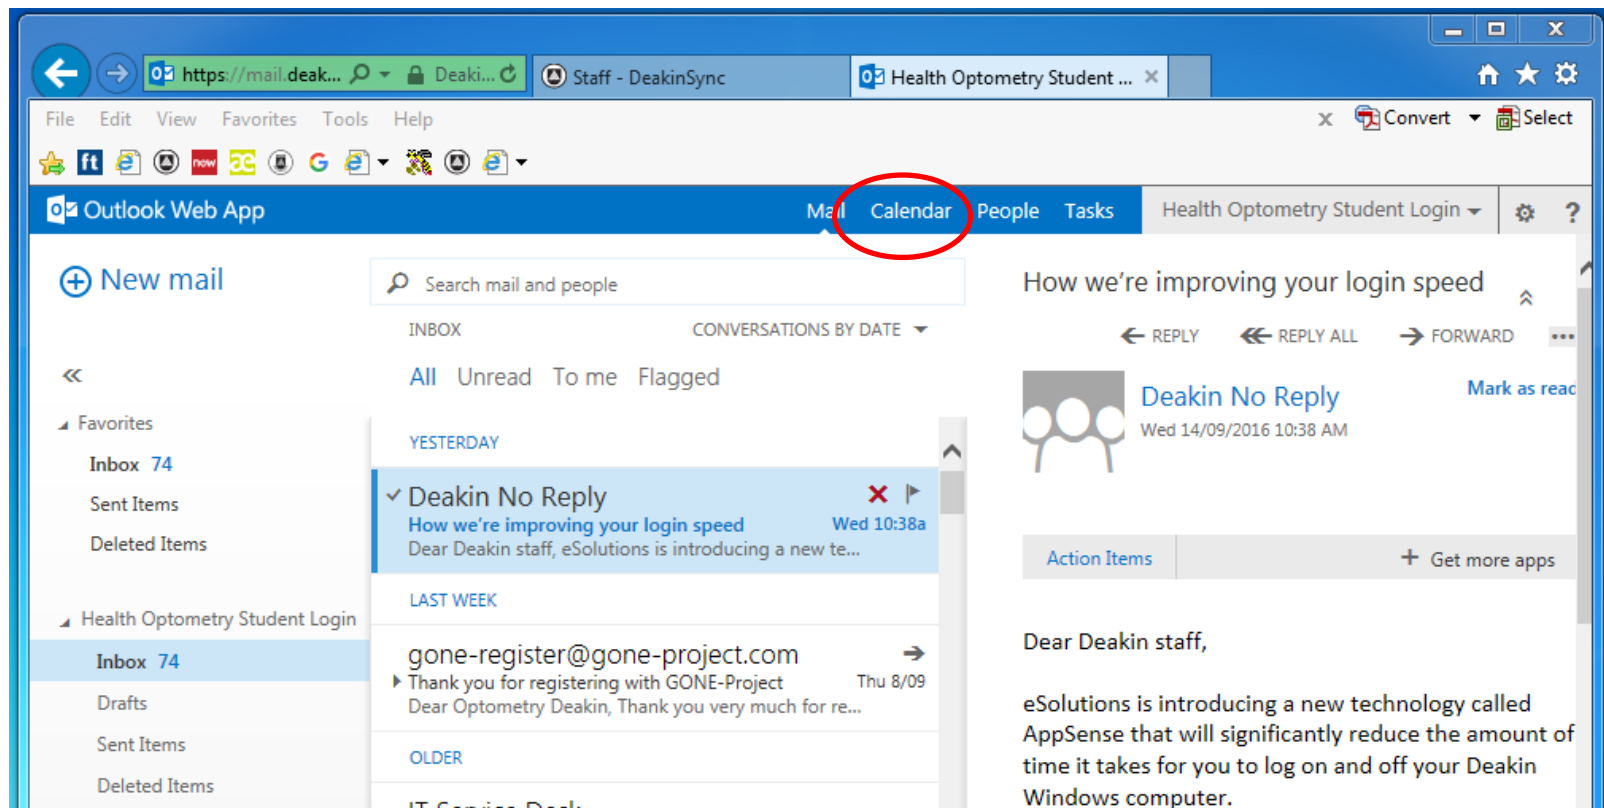 https://mail.deak... Deaki... Staff - DeakinSync Health Optometry Student ...
File Edit View Favorites Tools Help x Convert Select
ft now G
Outlook Web App Mail Calendar People Tasks Health Optometry Student Login ?
New mail
Search mail and people
INBOX CONVERSATIONS BY DATE
All Unread To me Flagged
Favorites
Inbox 74
Sent Items
Deleted Items
Health Optometry Student Login
Inbox 74
Drafts
Sent Items
Deleted Items
YESTERDAY
Deakin No Reply
How we're improving your login speed Wed 10:38a
Dear Deakin staff, eSolutions is introducing a new te...
LAST WEEK
gone-register@gone-project.com
Thank you for registering with GONE-Project Thu 8/09
Dear Optometry Deakin, Thank you very much for re...
OLDER
IT Service Desk
How we're improving your login speed
REPLY REPLY ALL FORWARD ...
Deakin No Reply Mark as read
Wed 14/09/2016 10:38 AM
Action Items + Get more apps
Dear Deakin staff,
eSolutions is introducing a new technology called
AppSense that will significantly reduce the amount of
time it takes for you to log on and off your Deakin
Windows computer.